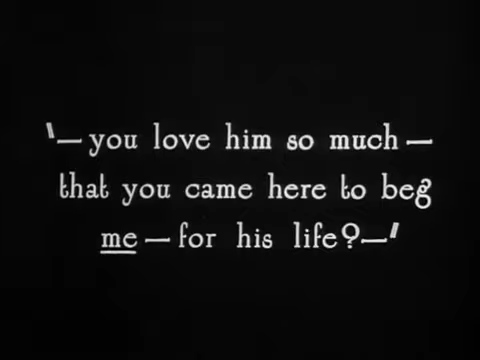 "—you love him so much—
that you came here to beg
me—for his life?—"